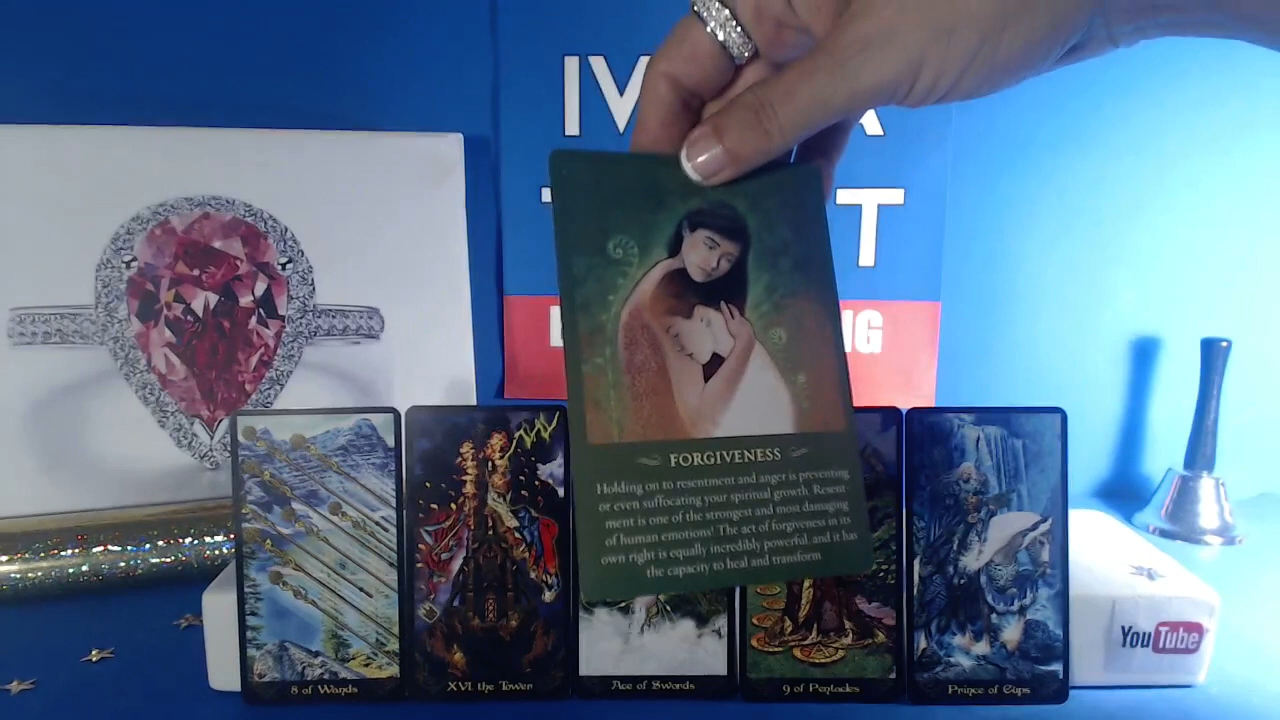 IV
T
FORGIVENESS
Holding on to resentment and anger is preventing
or even suffocating your spiritual growth. Resent-
ment is one of the strongest and most damaging
of human emotions! The act of forgiveness in its
own right is equally incredibly powerful, and it has
the capacity to heal and transform
8 of Wands
XVI. the Tower
Ace of Swords
9 of Pentacles
Prince of Cups
YouTube